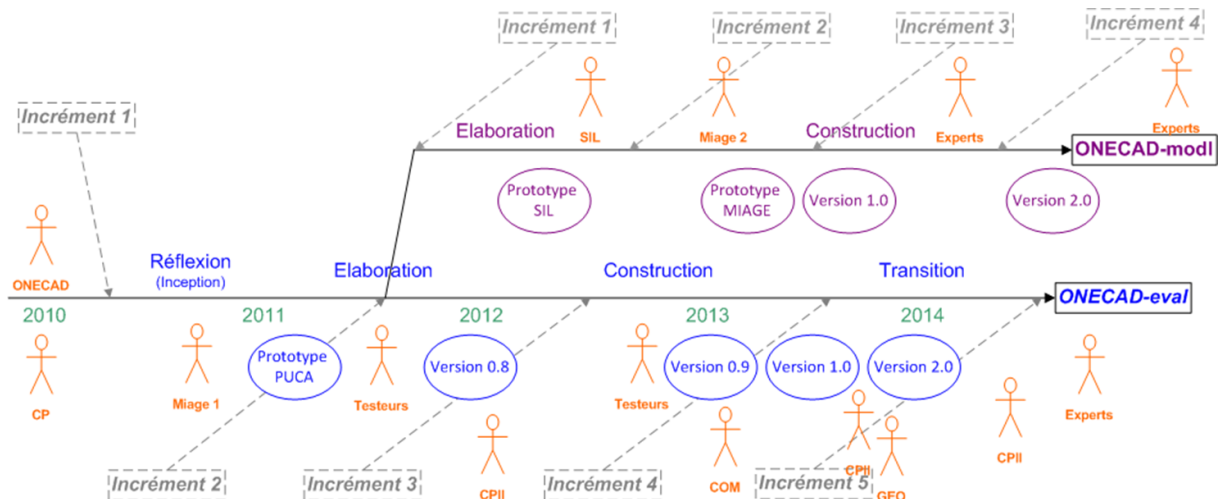 Incrément 1
Incrément 2
Incrément 3
Incrément 4
Incrément 1
Elaboration
SIL
Miage 2
Construction
Experts
Experts
ONECAD-modl
Prototype
SIL
Prototype
MIAGE
Version 1.0
Version 2.0
ONECAD
Réflexion
(Inception)
Elaboration
Construction
Transition
ONECAD-eval
2010
2011
2012
2013
2014
CP
Miage 1
Prototype
PUCA
Testeurs
Version 0.8
Testeurs
Version 0.9
Version 1.0
Version 2.0
Experts
CPII
CPII
Incrément 2
Incrément 3
CPII
Incrément 4
COM
Incrément 5
GEO